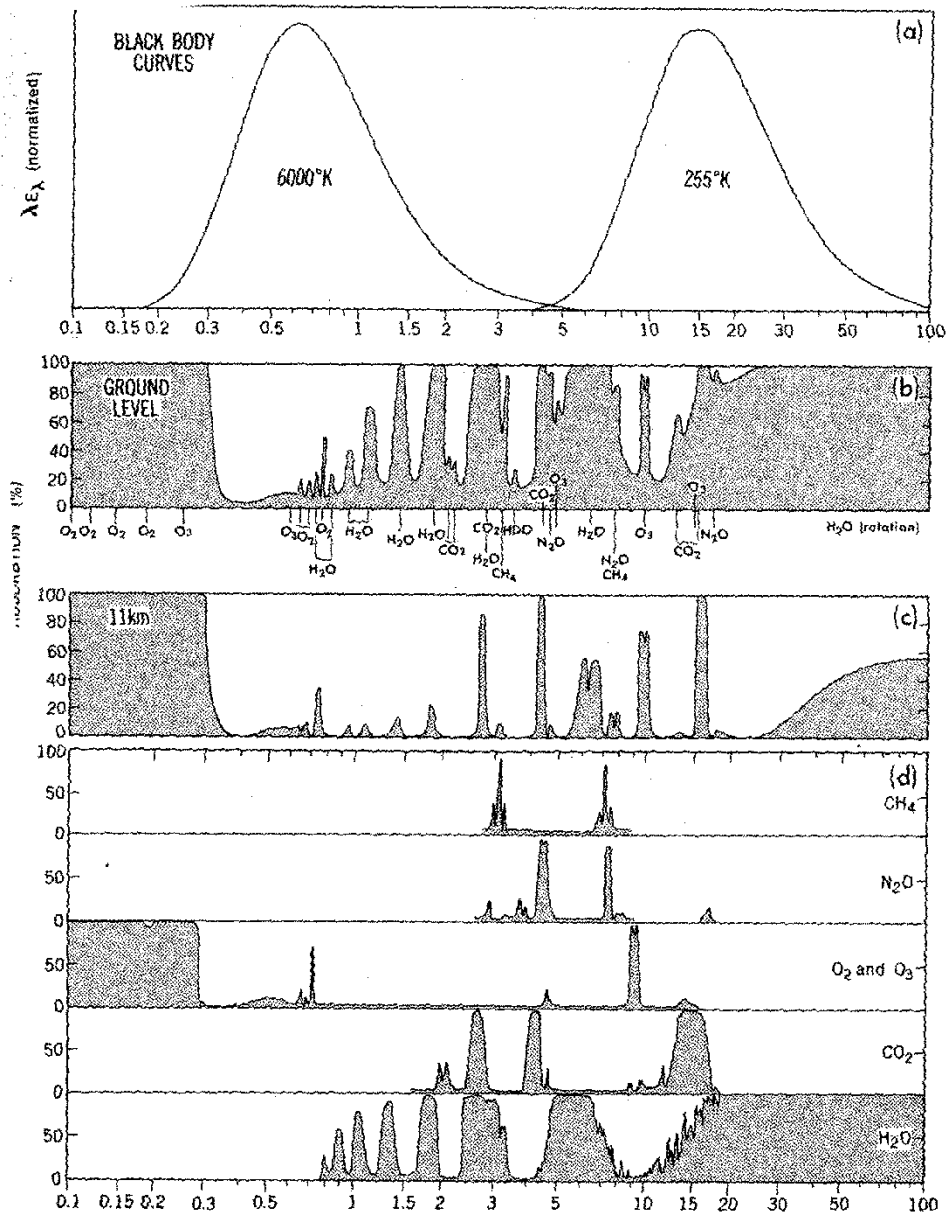 (a)
BLACK BODY
CURVES
λE_λ (normalized)
6000°K
255°K
0.1 0.15 0.2 0.3 0.5 1 1.5 2 3 5 10 15 20 30 50 100
100
80
60
40
20
0
GROUND
LEVEL
(b)
O₃
CO₂ O₃
O₂ O₂ O₂ O₂ O₃ O₃ O₂ O₂ H₂O H₂O H₂O CO₂ CO₂ HDO N₂O H₂O N₂O O₃ CO₂ N₂O H₂O (rotation)
H₂O H₂O CH₄ CH₄
(%)
100
80
60
40
20
0
11km
(c)
100
50
0
(d)
CH₄
50
0
N₂O
50
0
O₂ and O₃
50
0
CO₂
50
0
H₂O
0.1 0.15 0.2 0.3 0.5 1 1.5 2 3 5 10 15 20 30 50 100